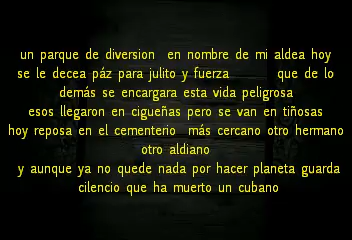 un parque de diversion en nombre de mi aldea hoy
se le decea páz para julito y fuerza que de lo
demás se encargara esta vida peligrosa
esos llegaron en cigueñas pero se van en tiñosas
hoy reposa en el cementerio más cercano otro hermano
otro aldiano
y aunque ya no quede nada por hacer planeta guarda
cilencio que ha muerto un cubano